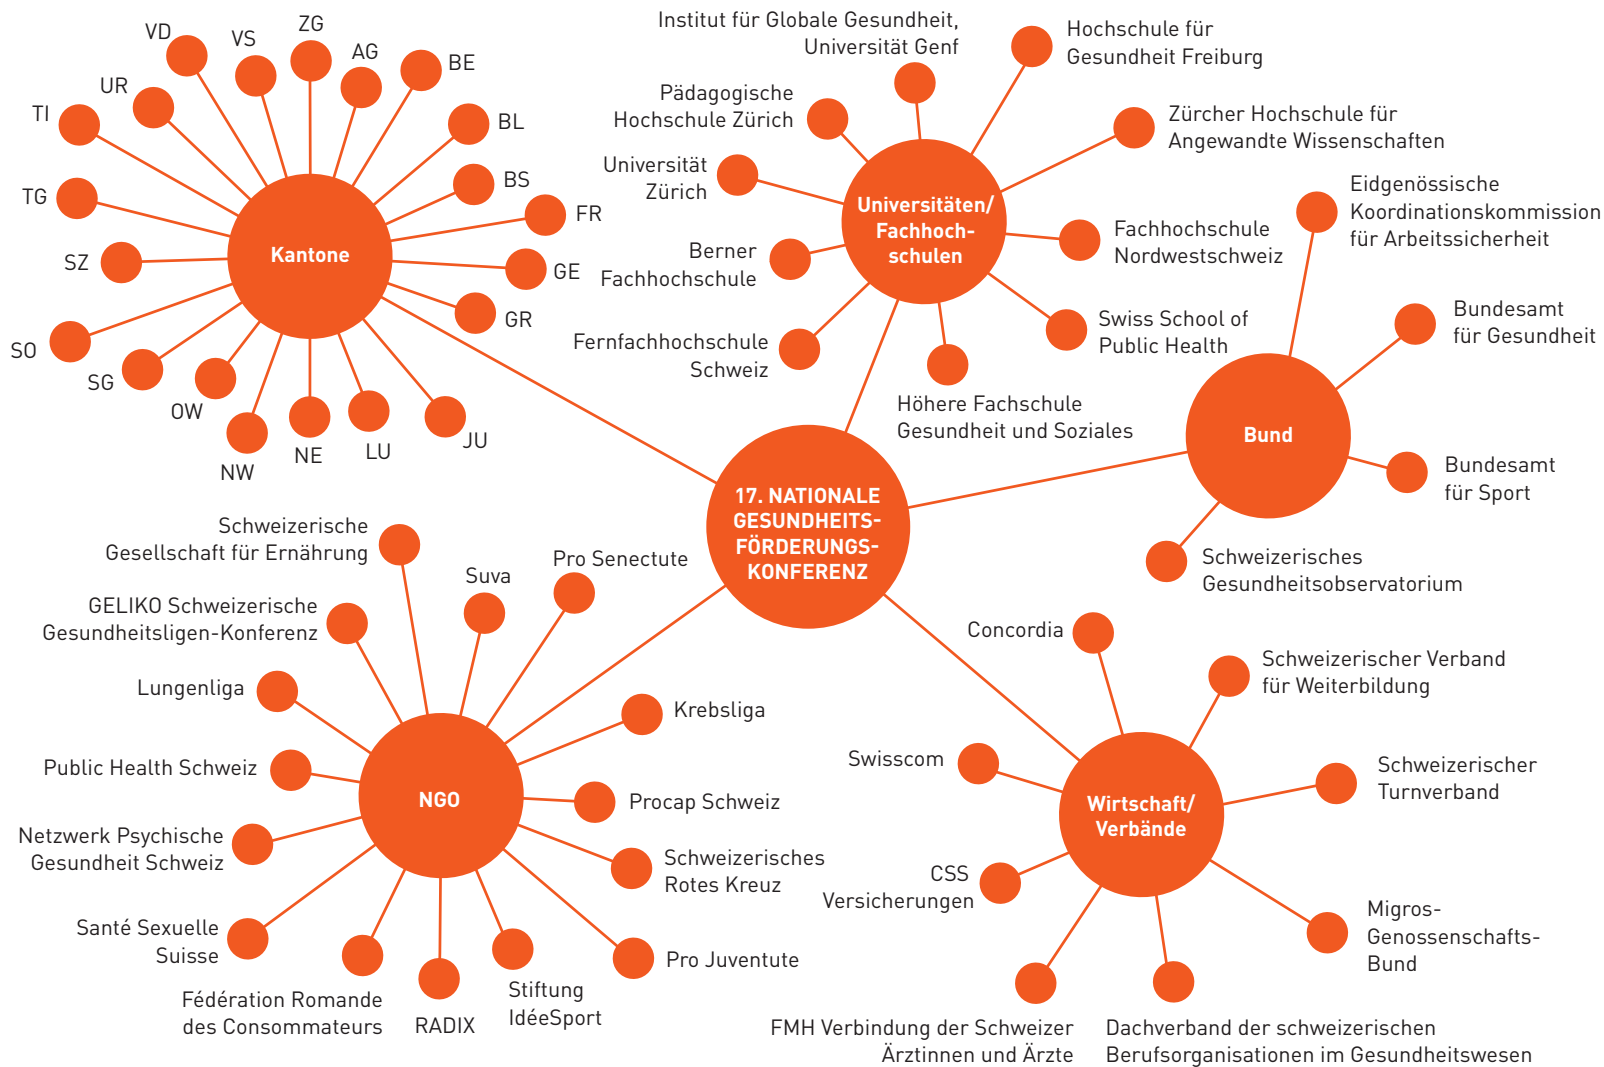 VD
VS
ZG
AG
BE
UR
BL
TI
BS
TG
FR
SZ
Kantone
GE
GR
SO
SG
OW
NW
NE
LU
JU
Institut für Globale Gesundheit,
Universität Genf
Hochschule für
Gesundheit Freiburg
Pädagogische
Hochschule Zürich
Zürcher Hochschule für
Angewandte Wissenschaften
Universität
Zürich
Universitäten/
Fachhoch-
schulen
Berner
Fachhochschule
Fachhochschule
Nordwestschweiz
Fernfachhochschule
Schweiz
Swiss School of
Public Health
Höhere Fachschule
Gesundheit und Soziales
Eidgenössische
Koordinationskommission
für Arbeitssicherheit
Bundesamt
für Gesundheit
Bund
Bundesamt
für Sport
Schweizerisches
Gesundheitsobservatorium
17. NATIONALE
GESUNDHEITS-
FÖRDERUNGS-
KONFERENZ
Schweizerische
Gesellschaft für Ernährung
Suva
Pro Senectute
GELIKO Schweizerische
Gesundheitsligen-Konferenz
Lungenliga
Krebsliga
Public Health Schweiz
NGO
Procap Schweiz
Netzwerk Psychische
Gesundheit Schweiz
Schweizerisches
Rotes Kreuz
Santé Sexuelle
Suisse
Pro Juventute
Fédération Romande
des Consommateurs
RADIX
Stiftung
IdéeSport
Concordia
Schweizerischer Verband
für Weiterbildung
Swisscom
Schweizerischer
Turnverband
Wirtschaft/
Verbände
CSS
Versicherungen
Migros-
Genossenschafts-
Bund
FMH Verbindung der Schweizer
Ärztinnen und Ärzte
Dachverband der schweizerischen
Berufsorganisationen im Gesundheitswesen